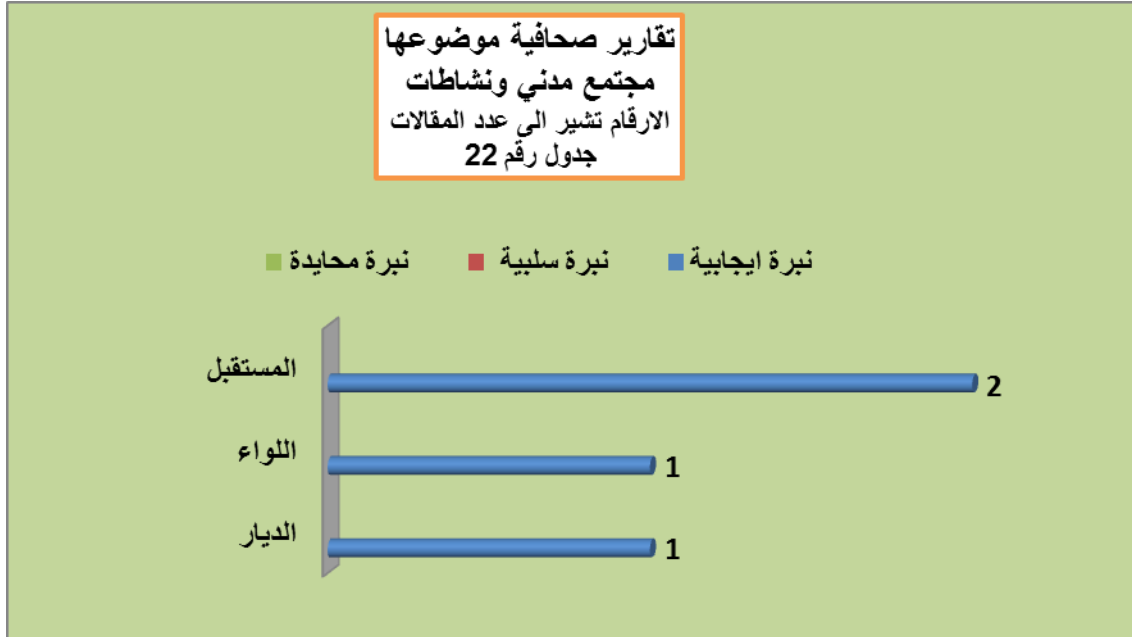 تقارير صحافية موضوعها
مجتمع مدني ونشاطات
الارقام تشير الى عدد المقالات
جدول رقم 22
نبرة ايجابية
نبرة سلبية
نبرة محايدة
المستقبل
2
اللواء
1
الديار
1